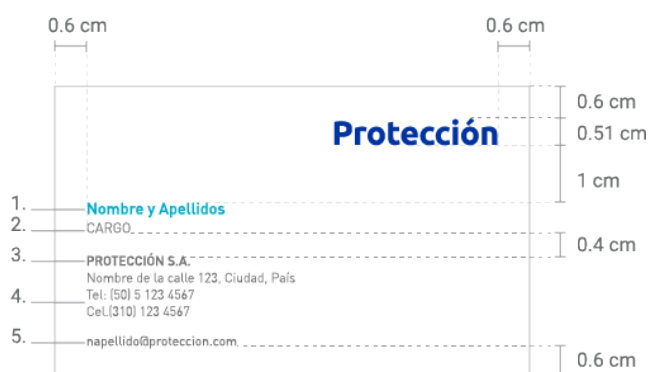 0.6 cm 0.6 cm
0.6 cm
Protección 0.51 cm
1 cm
1. Nombre y Apellidos
2. CARGO
0.4 cm
3. PROTECCIÓN S.A.
Nombre de la calle 123, Ciudad, País
4. Tel: (50) 5 123 4567
Cel.(310) 123 4567
5. napellido@proteccion.com
0.6 cm